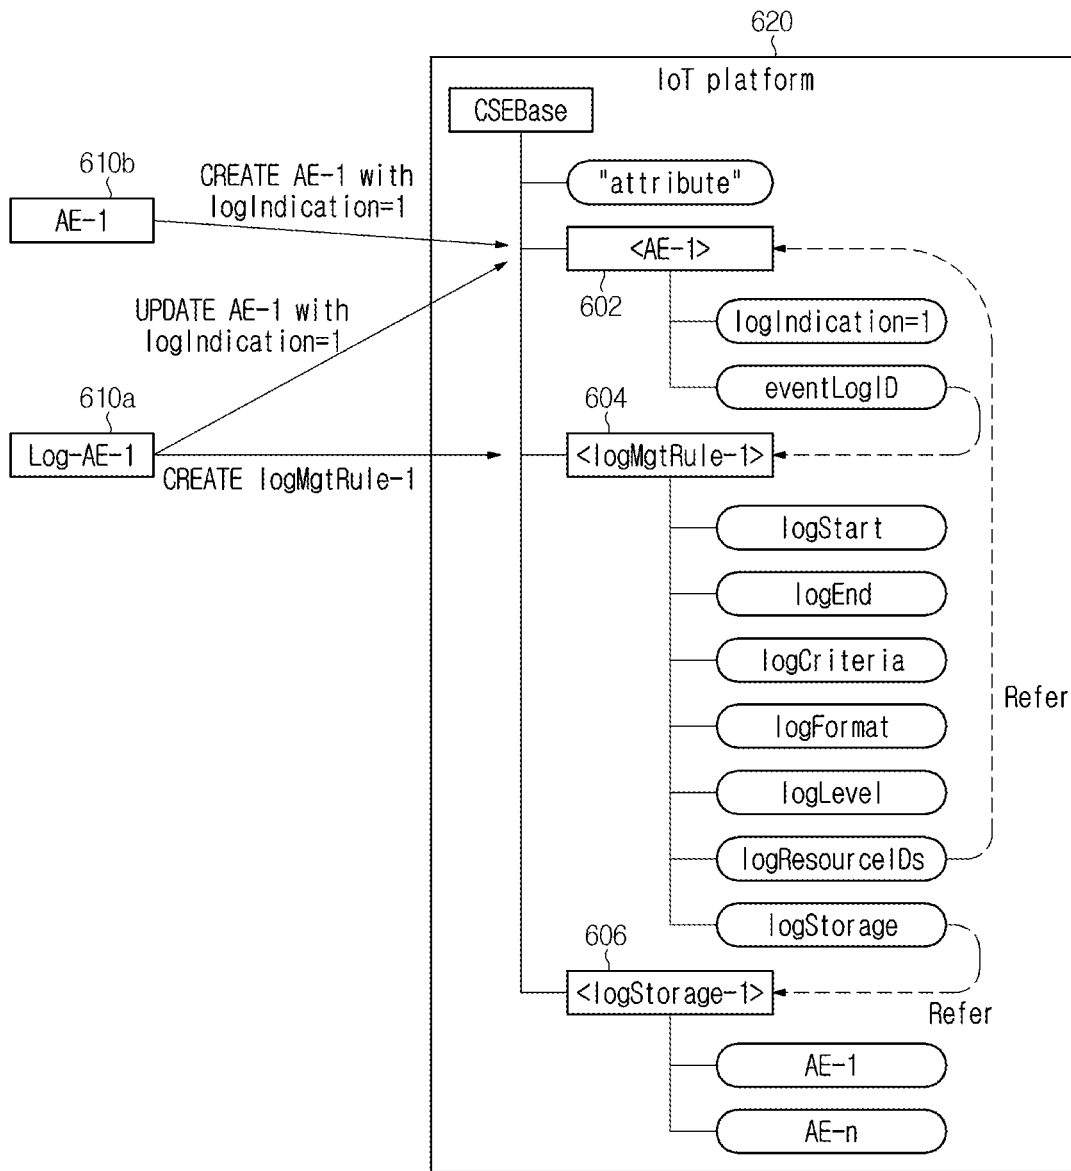 620
IoT platform
CSEBase
610b
CREATE AE-1 with
logIndication=1
"attribute"
AE-1
<AE-1>
602
UPDATE AE-1 with
logIndication=1
logIndication=1
eventLogID
610a
604
Log-AE-1
<logMgtRule-1>
CREATE logMgtRule-1
logStart
logEnd
logCriteria
Refer
logFormat
logLevel
logResourceIDs
logStorage
606
<logStorage-1>
Refer
AE-1
AE-n